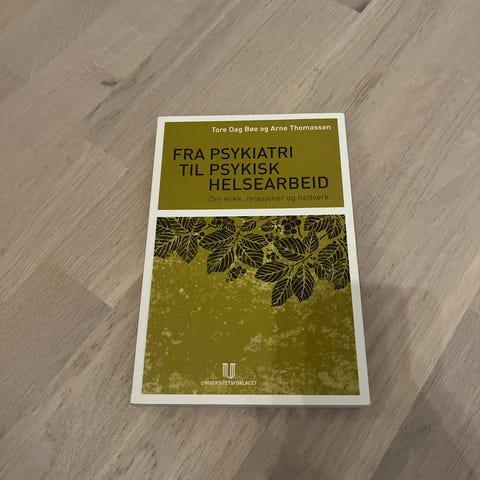 Tore Dag Bøe og Arne Thomassen
FRA PSYKIATRI
TIL PSYKISK
HELSEARBEID
Om etikk, relasjoner og nettverk
UNIVERSITETSFORLAGET